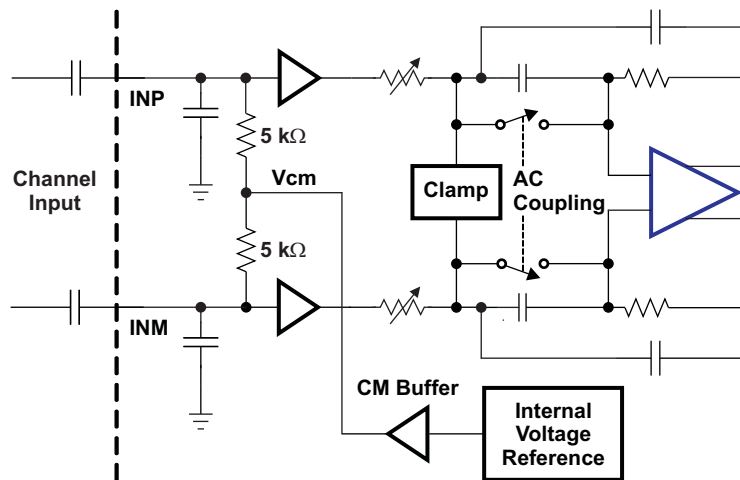 INP
5 kΩ
Channel
Input
Vcm
Clamp
AC
Coupling
5 kΩ
INM
CM Buffer
Internal
Voltage
Reference